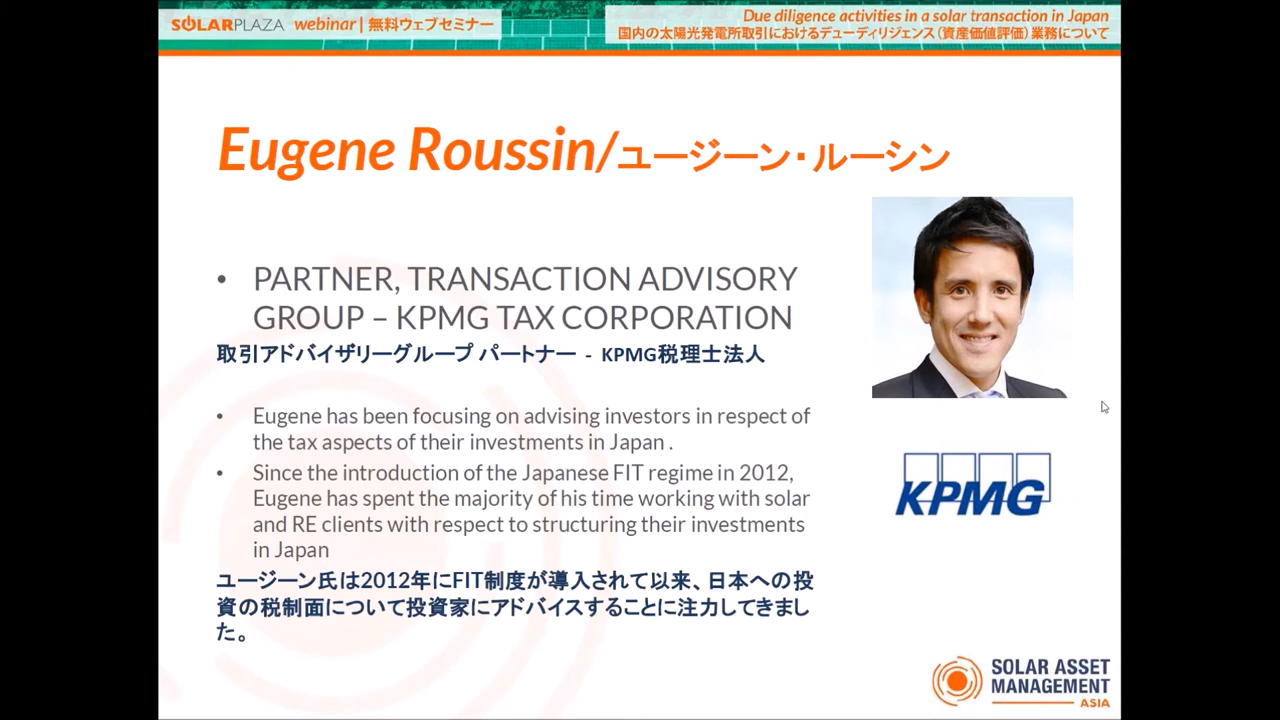 SOLARPLAZA webinar | 無料ウェブセミナー
Due diligence activities in a solar transaction in Japan
国内の太陽光発電所取引におけるデューディリジェンス（資産価値評価）業務について
Eugene Roussin/ユージーン・ルーシン
• PARTNER, TRANSACTION ADVISORY
GROUP – KPMG TAX CORPORATION
取引アドバイザリーグループ パートナー - KPMG税理士法人
• Eugene has been focusing on advising investors in respect of
the tax aspects of their investments in Japan .
• Since the introduction of the Japanese FIT regime in 2012,
Eugene has spent the majority of his time working with solar
and RE clients with respect to structuring their investments
in Japan
ユージーン氏は2012年にFIT制度が導入されて以来、日本への投
資の税制面について投資家にアドバイスすることに注力してきまし
た。
KPMG
SOLAR ASSET
MANAGEMENT
ASIA